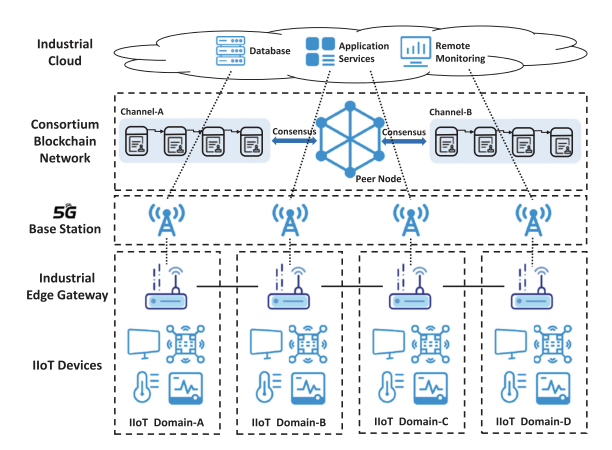 Industrial
Cloud
Database
Application
Services
Remote
Monitoring
Consortium
Blockchain
Network
Channel-A
Consensus
Consensus
Channel-B
Peer Node
5G
Base Station
Industrial
Edge Gateway
IIoT Devices
IIoT Domain-A
IIoT Domain-B
IIoT Domain-C
IIoT Domain-D